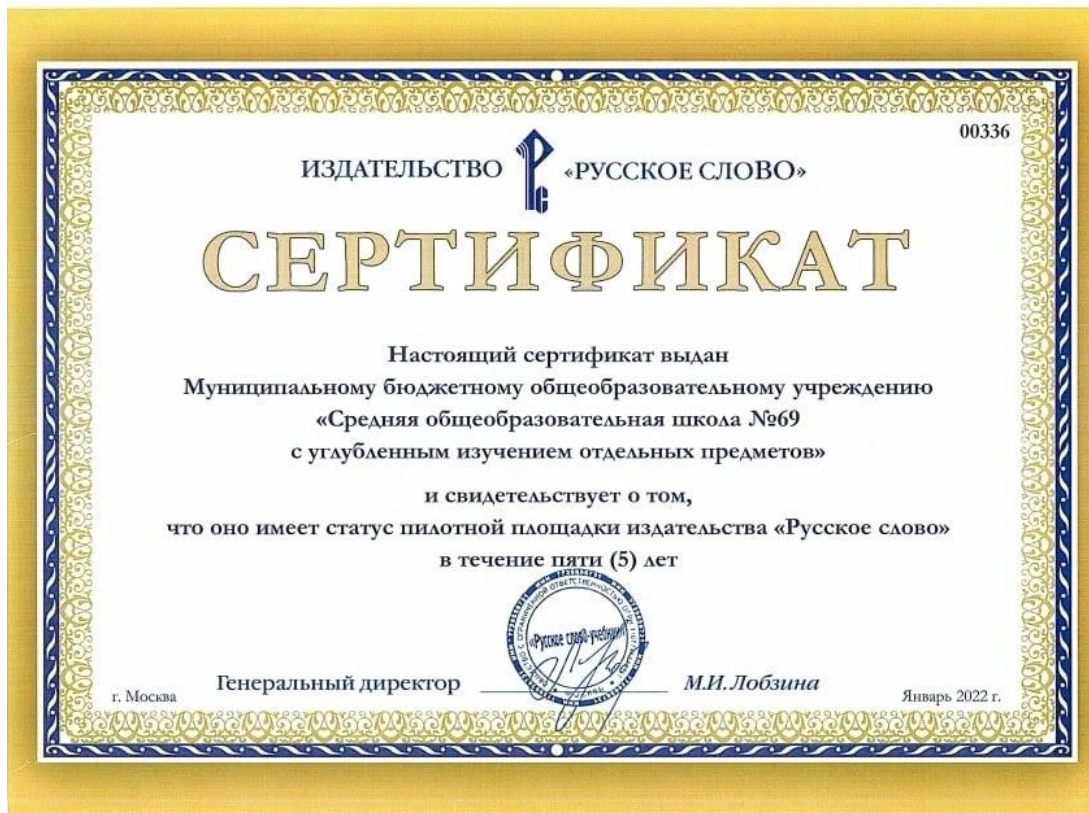 00336
ИЗДАТЕЛЬСТВО «РУССКОЕ СЛОВО»
СЕРТИФИКАТ
Настоящий сертификат выдан
Муниципальному бюджетному общеобразовательному учреждению
«Средняя общеобразовательная школа №69
с углубленным изучением отдельных предметов»
и свидетельствует о том,
что оно имеет статус пилотной площадки издательства «Русское слово»
в течение пяти (5) лет
«Русское слово-учебник»
Генеральный директор М.И.Лобзина
г. Москва Январь 2022 г.